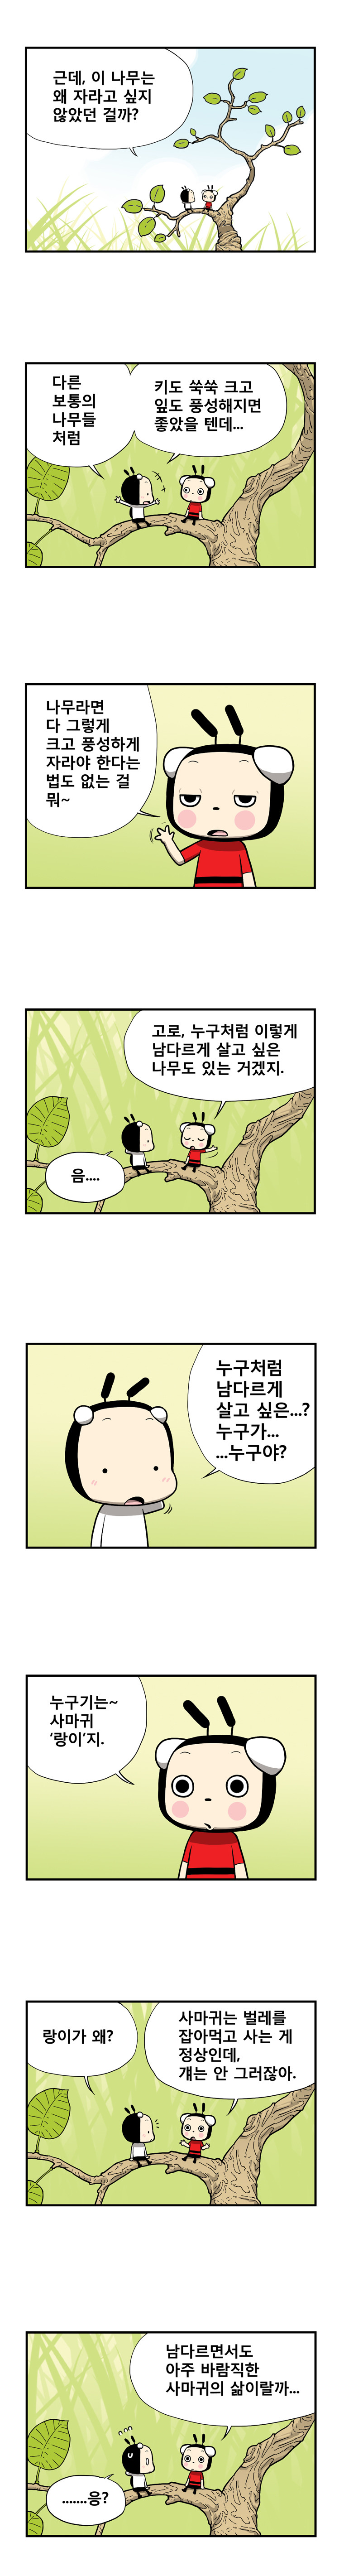 근데, 이 나무는
왜 자라고 싶지
않았던 걸까?
다른
보통의
나무들
처럼
키도 쑥쑥 크고
잎도 풍성해지면
좋았을 텐데...
나무라면
다 그렇게
크고 풍성하게
자라야 한다는
법도 없는 걸
뭐~
고로, 누구처럼 이렇게
남다르게 살고 싶은
나무도 있는 거겠지.
음....
누구처럼
남다르게
살고 싶은...?
누구가...
...누구야?
누구기는~
사마귀
‘랑이’지.
랑이가 왜?
사마귀는 벌레를
잡아먹고 사는 게
정상인데,
걔는 안 그러잖아.
남다르면서도
아주 바람직한
사마귀의 삶이랄까...
.......응?